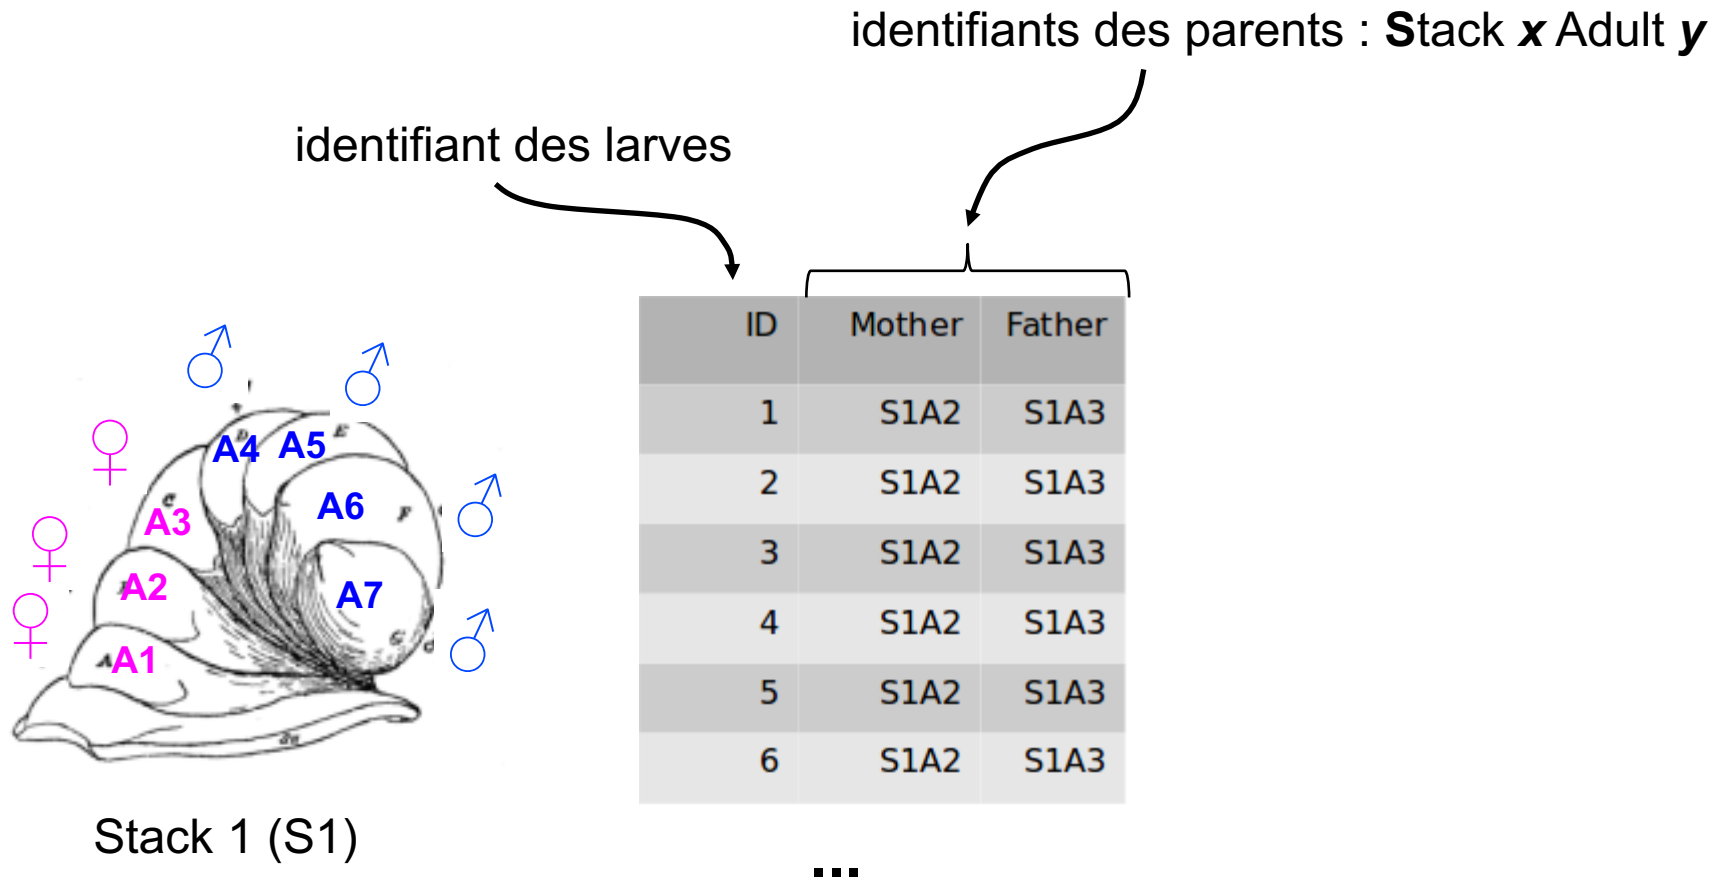 identifiants des parents : Stack x Adult y
identifiant des larves
ID Mother Father
1 S1A2 S1A3
2 S1A2 S1A3
3 S1A2 S1A3
4 S1A2 S1A3
5 S1A2 S1A3
6 S1A2 S1A3
...
♂ ♂
♀ D A4 A5 E
C A3 A6 F ♂
♀ A2
♀ A7 G ♂
A A1
Stack 1 (S1)